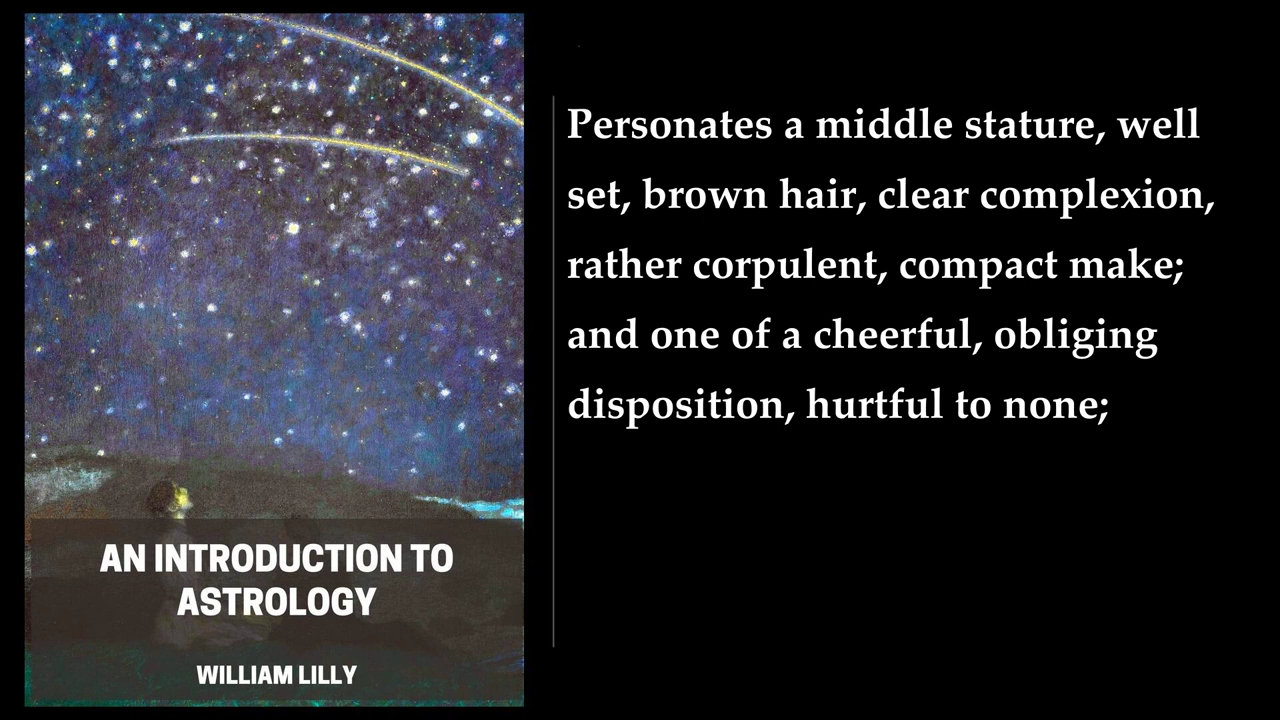 AN INTRODUCTION TO
ASTROLOGY
WILLIAM LILLY
Personates a middle stature, well
set, brown hair, clear complexion,
rather corpulent, compact make;
and one of a cheerful, obliging
disposition, hurtful to none;